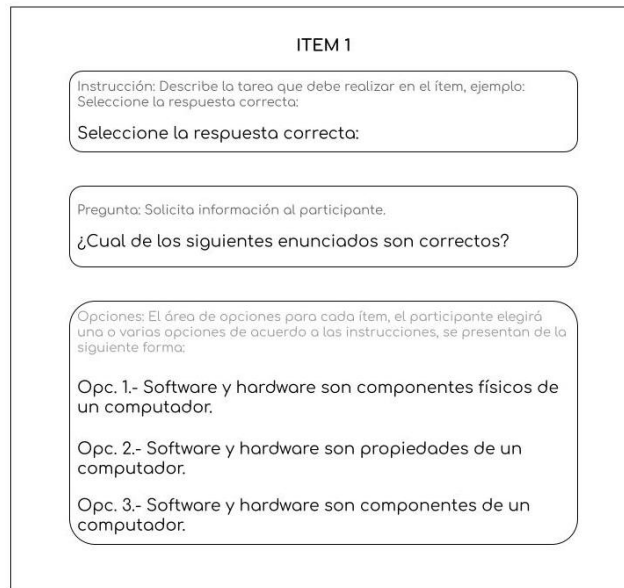 ITEM 1
Instrucción: Describe la tarea que debe realizar en el ítem, ejemplo:
Seleccione la respuesta correcta:
Seleccione la respuesta correcta:
Pregunta: Solicita información al participante.
¿Cual de los siguientes enunciados son correctos?
Opciones: El área de opciones para cada ítem, el participante elegirá
una o varias opciones de acuerdo a las instrucciones, se presentan de la
siguiente forma:
Opc. 1.- Software y hardware son componentes físicos de
un computador.
Opc. 2.- Software y hardware son propiedades de un
computador.
Opc. 3.- Software y hardware son componentes de un
computador.